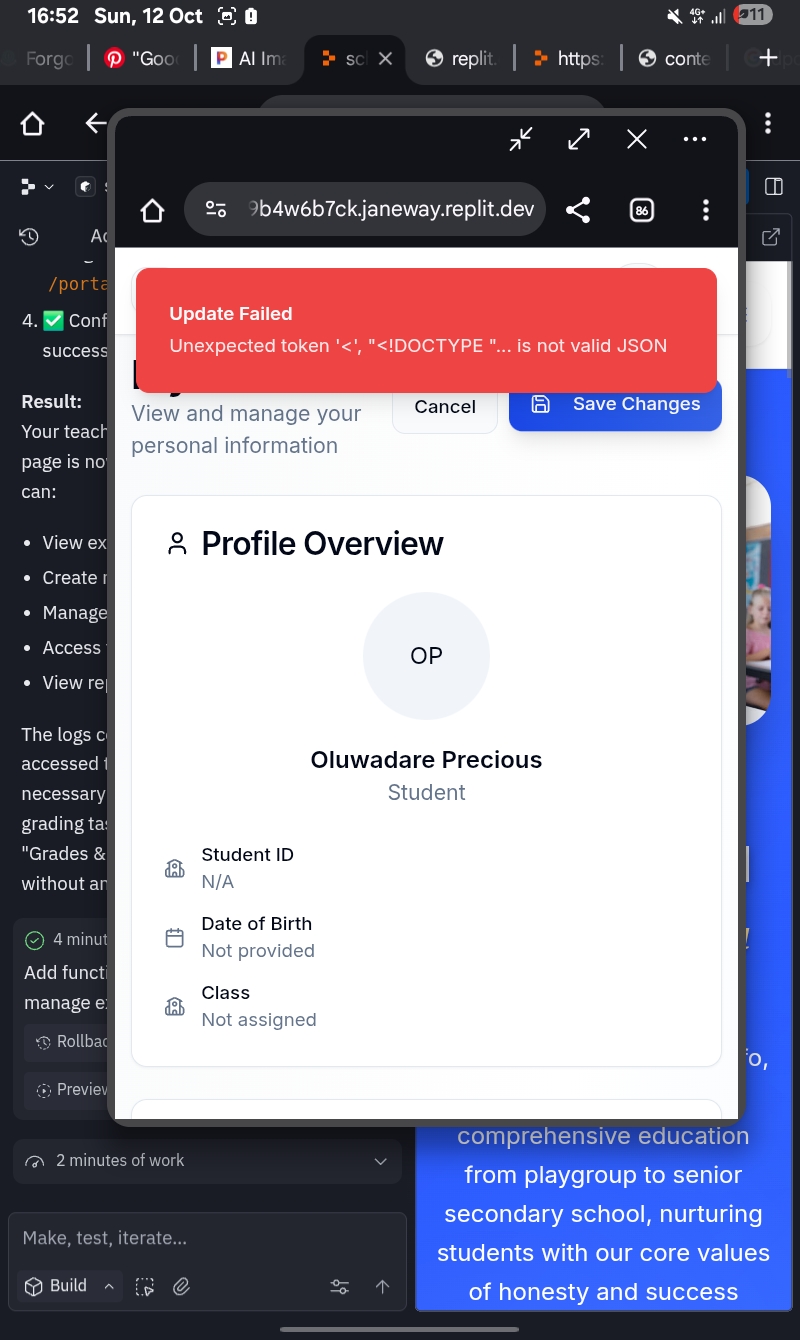 16:52 Sun, 12 Oct
4G+
11
Forgo
"Goo
AI Ima
sc
replit.
https:
conte
9b4w6b7ck.janeway.replit.dev
86
Update Failed
Unexpected token '<', "<!DOCTYPE "... is not valid JSON
View and manage your
personal information
Cancel
Save Changes
Profile Overview
OP
Oluwadare Precious
Student
Student ID
N/A
Date of Birth
Not provided
Class
Not assigned
/porta
4. ✅ Conf
success
Result:
Your teach
page is no
can:
• View ex
• Create
• Manage
• Access
• View rep
The logs c
accessed t
necessary
grading tas
"Grades &
without an
4 minut
Add functi
manage ex
Rollbac
Preview
2 minutes of work
Make, test, iterate...
Build
fo,
comprehensive education
from playgroup to senior
secondary school, nurturing
students with our core values
of honesty and success